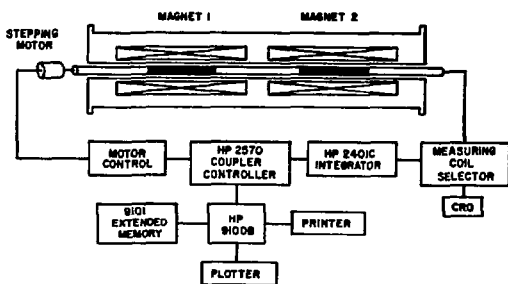 MAGNET 1
MAGNET 2
STEPPING
MOTOR
MOTOR
CONTROL
HP 2570
COUPLER
CONTROLLER
HP 2401C
INTEGRATOR
MEASURING
COIL
SELECTOR
CRO
9101
EXTENDED
MEMORY
HP
9100B
PRINTER
PLOTTER